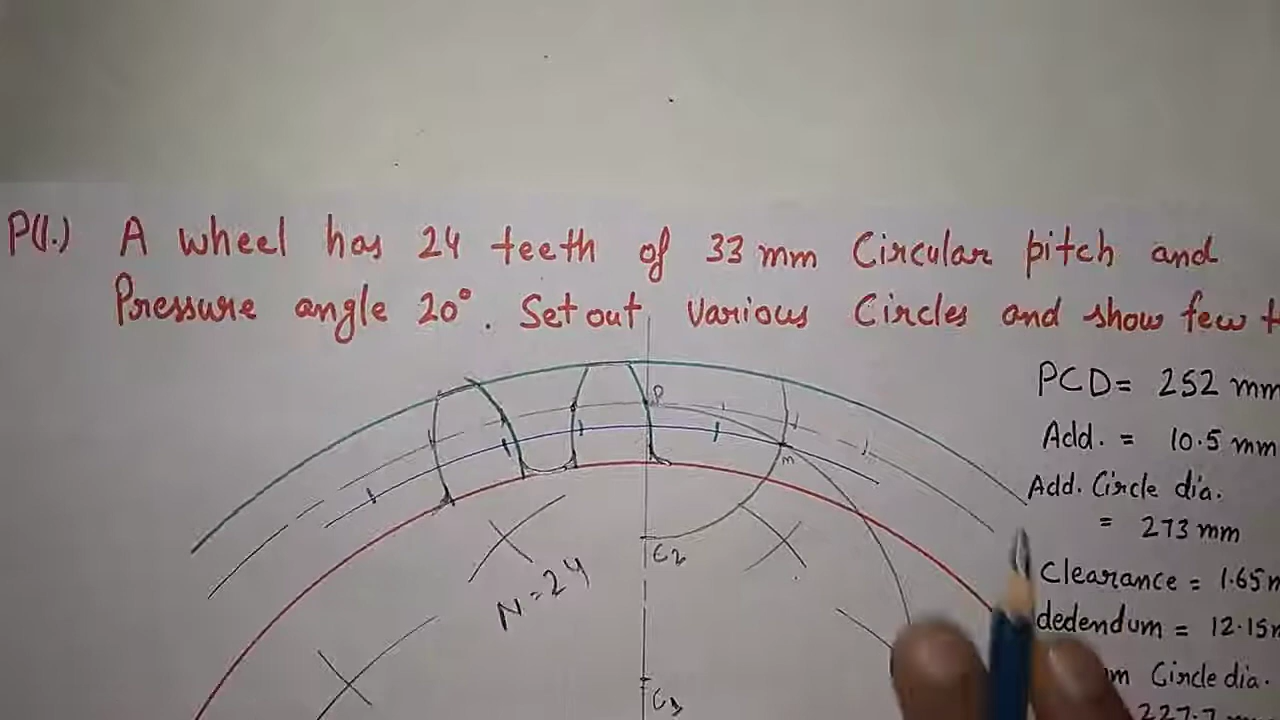 P(1.) A wheel has 24 teeth of 33 mm Circular pitch and
Pressure angle 20°. Set out various Circles and show few t
PCD = 252 mm
Add. = 10.5 mm
Add. Circle dia.
= 273 mm
Clearance = 1.65
dedendum = 12.15
m Circle dia.
227.7
P
m
C2
N = 24